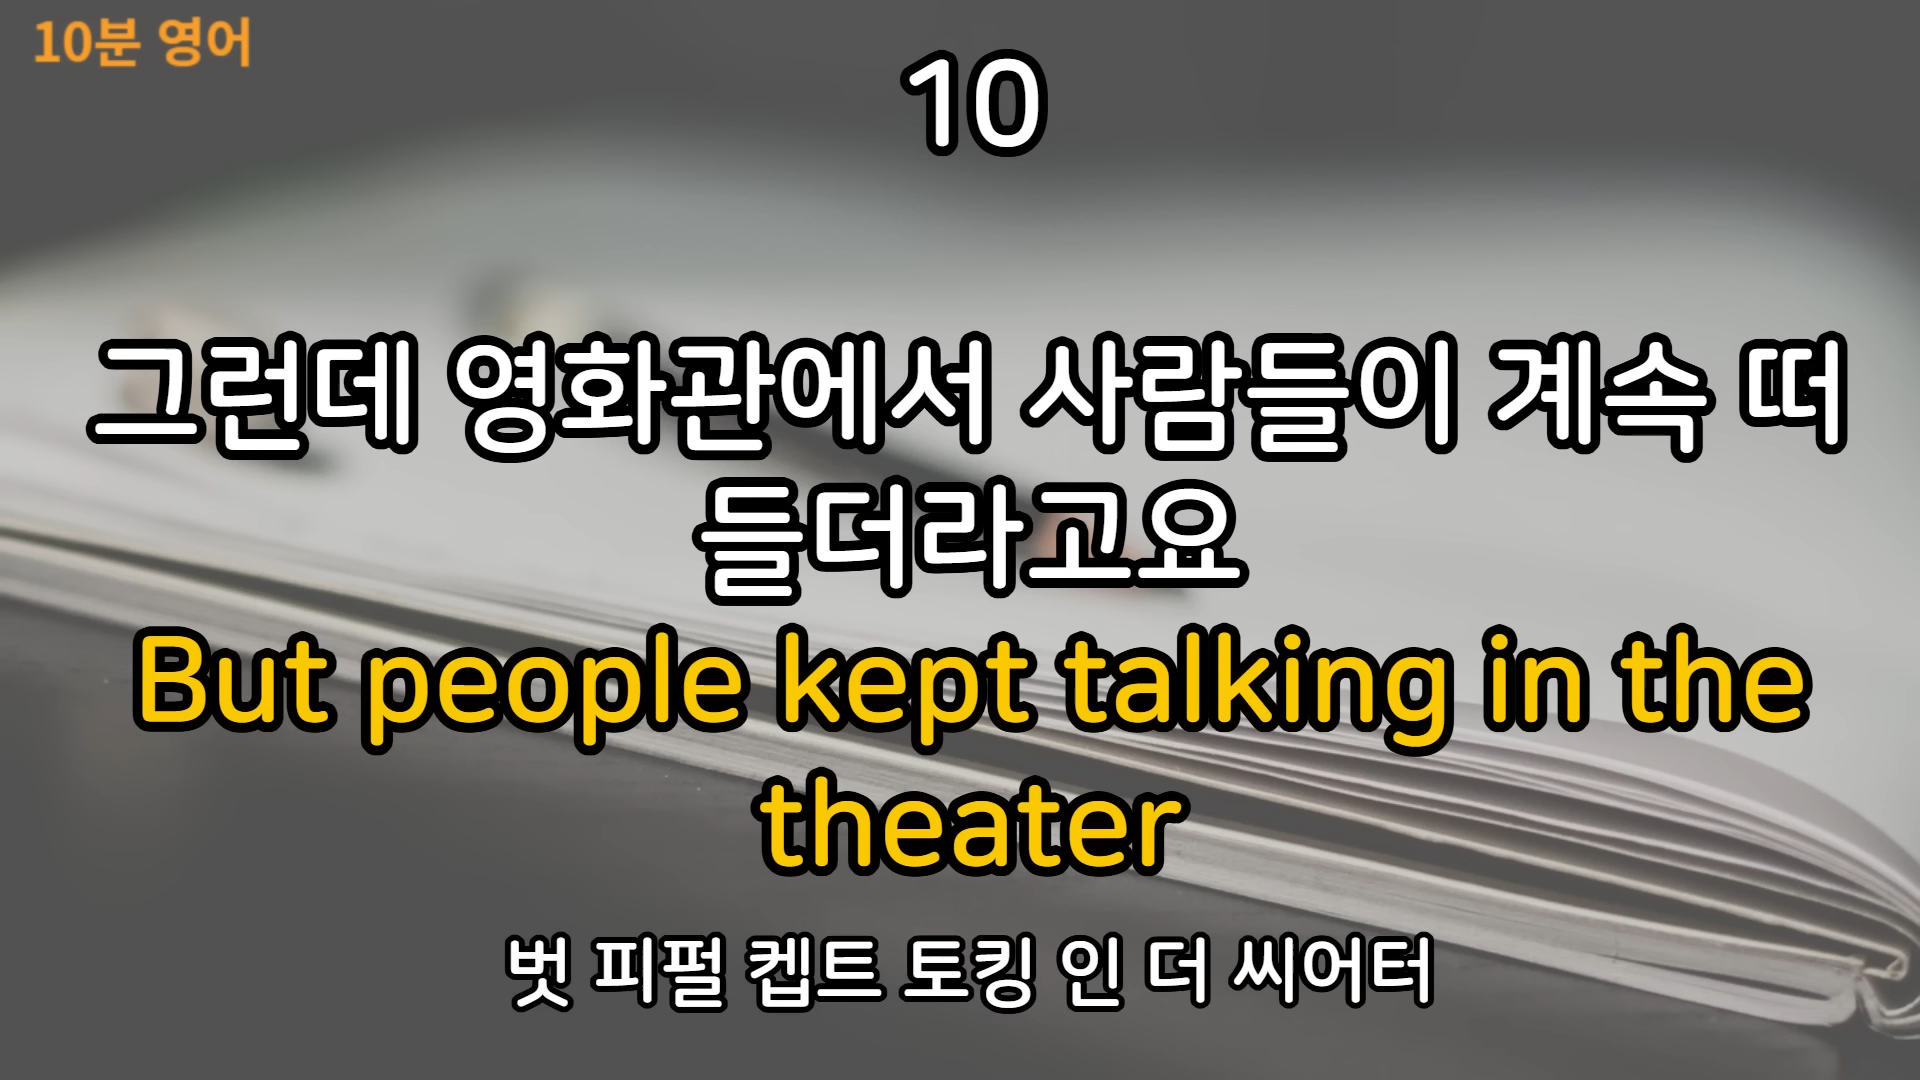 10분 영어
10
그런데 영화관에서 사람들이 계속 떠
들더라고요
But people kept talking in the
theater
벗 피펄 켑트 토킹 인 더 씨어터